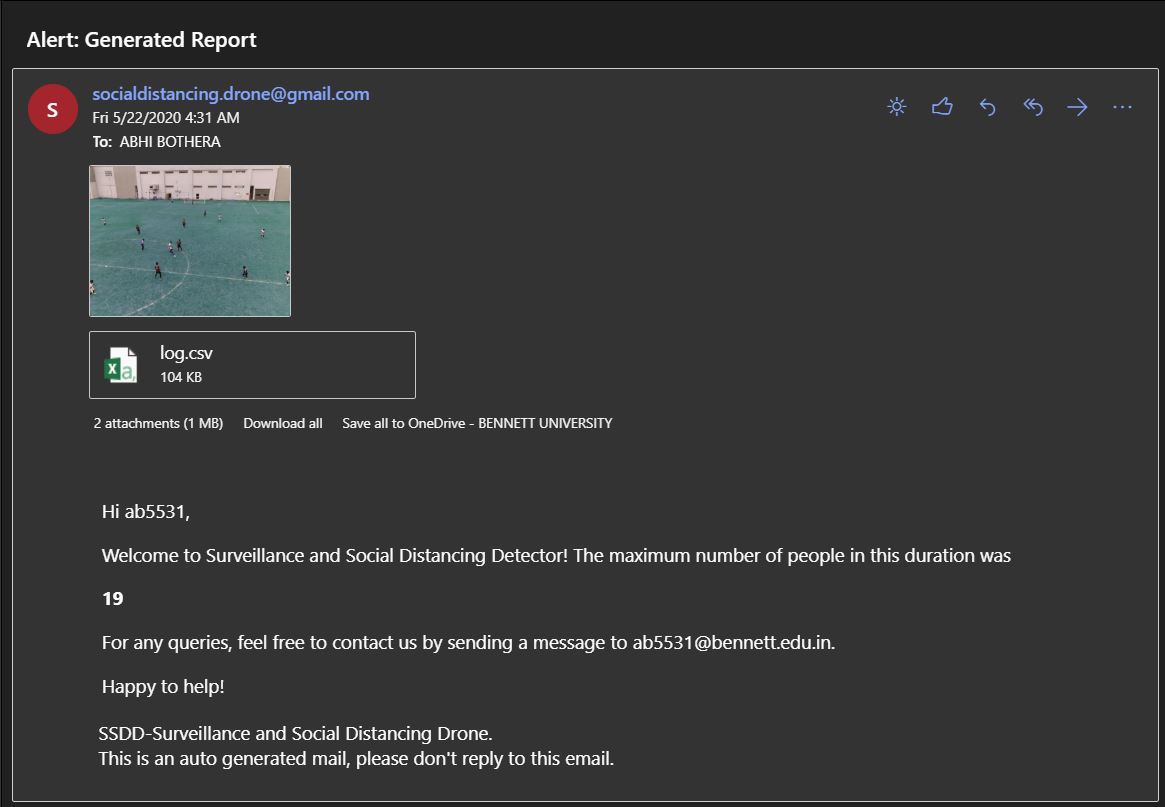 Alert: Generated Report
S
socialdistancing.drone@gmail.com
Fri 5/22/2020 4:31 AM
To: ABHI BOTHERA
log.csv
104 KB
2 attachments (1 MB) Download all Save all to OneDrive - BENNETT UNIVERSITY
Hi ab5531,
Welcome to Surveillance and Social Distancing Detector! The maximum number of people in this duration was
19
For any queries, feel free to contact us by sending a message to ab5531@bennett.edu.in.
Happy to help!
SSDD-Surveillance and Social Distancing Drone.
This is an auto generated mail, please don't reply to this email.